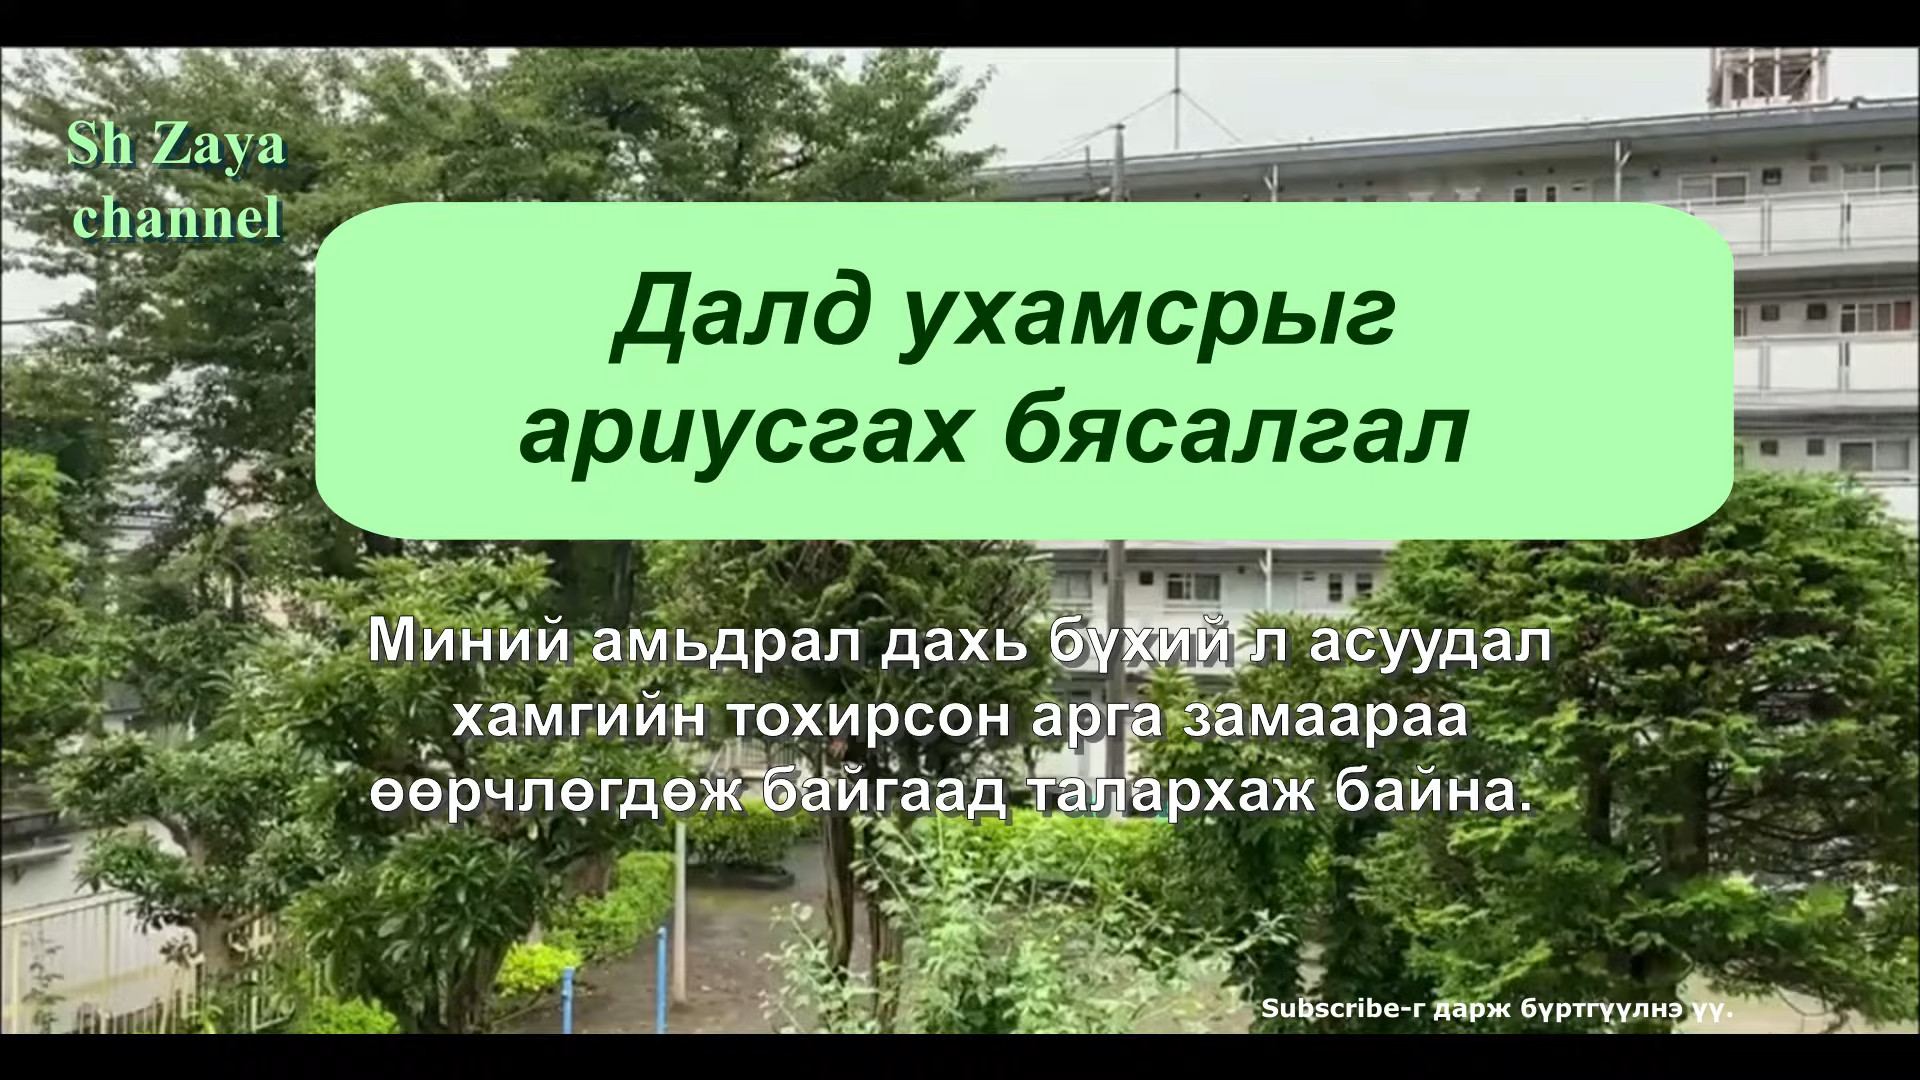 Sh Zaya
channel
Далд ухамсрыг
ариусгах бясалгал
Миний амьдрал дахь бүхий л асуудал
хамгийн тохирсон арга замаараа
өөрчлөгдөж байгаад талархаж байна.
Subscribe-г дарж бүртгүүлнэ үү.